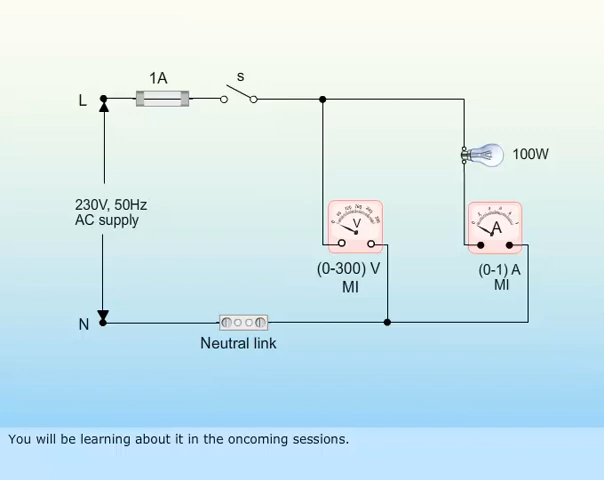 1A
s
L
100W
230V, 50Hz
AC supply
V
A
(0-300) V
MI
(0-1) A
MI
N
Neutral link
You will be learning about it in the oncoming sessions.